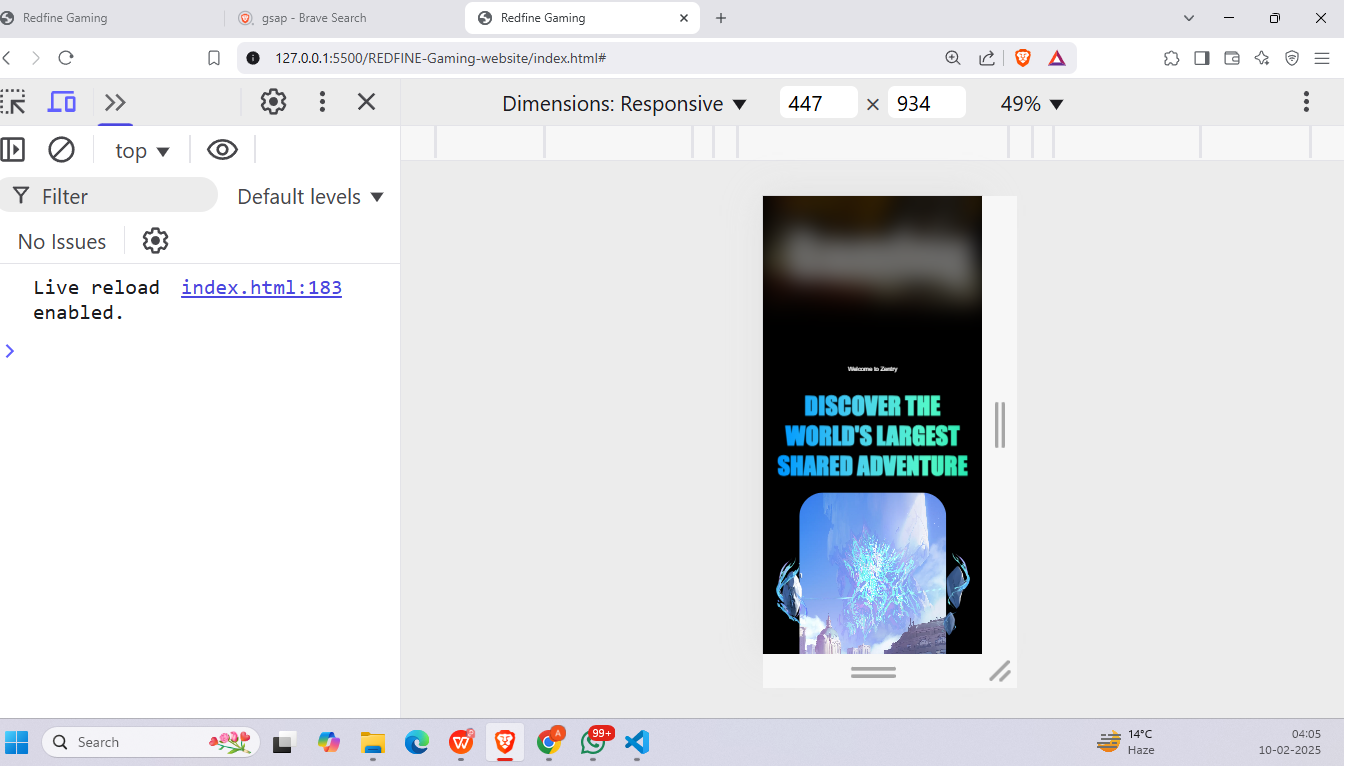 Redfine Gaming
gsap - Brave Search
Redfine Gaming
127.0.0.1:5500/REDFINE-Gaming-website/index.html#
Dimensions: Responsive
447 × 934
49%
top
Filter
Default levels
No Issues
Live reload
enabled.
index.html:183
Welcome to Zentry
DISCOVER THE
WORLD'S LARGEST
SHARED ADVENTURE
Search
A
99+
14°C
Haze
04:05
10-02-2025